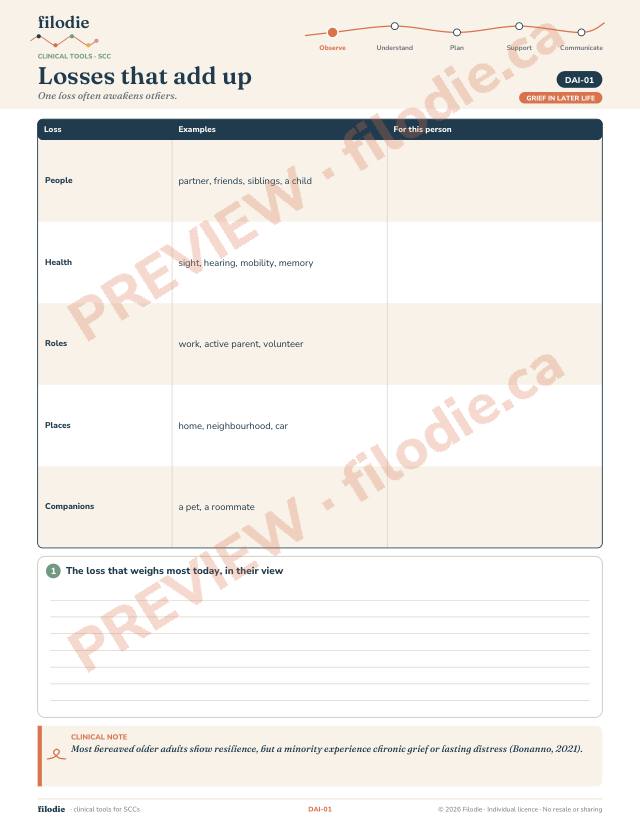 filodie
CLINICAL TOOLS · SCC
Observe Understand Plan Support Communicate
Losses that add up
One loss often awakens others.
DAI-01
GRIEF IN LATER LIFE
Loss Examples For this person
People partner, friends, siblings, a child
Health sight, hearing, mobility, memory
Roles work, active parent, volunteer
Places home, neighbourhood, car
Companions a pet, a roommate
PREVIEW · filodie.ca
PREVIEW · filodie.ca
1 The loss that weighs most today, in their view
CLINICAL NOTE
Most bereaved older adults show resilience, but a minority experience chronic grief or lasting distress (Bonanno, 2021).
filodie · clinical tools for SCCs DAI-01 © 2026 Filodie · Individual licence · No resale or sharing